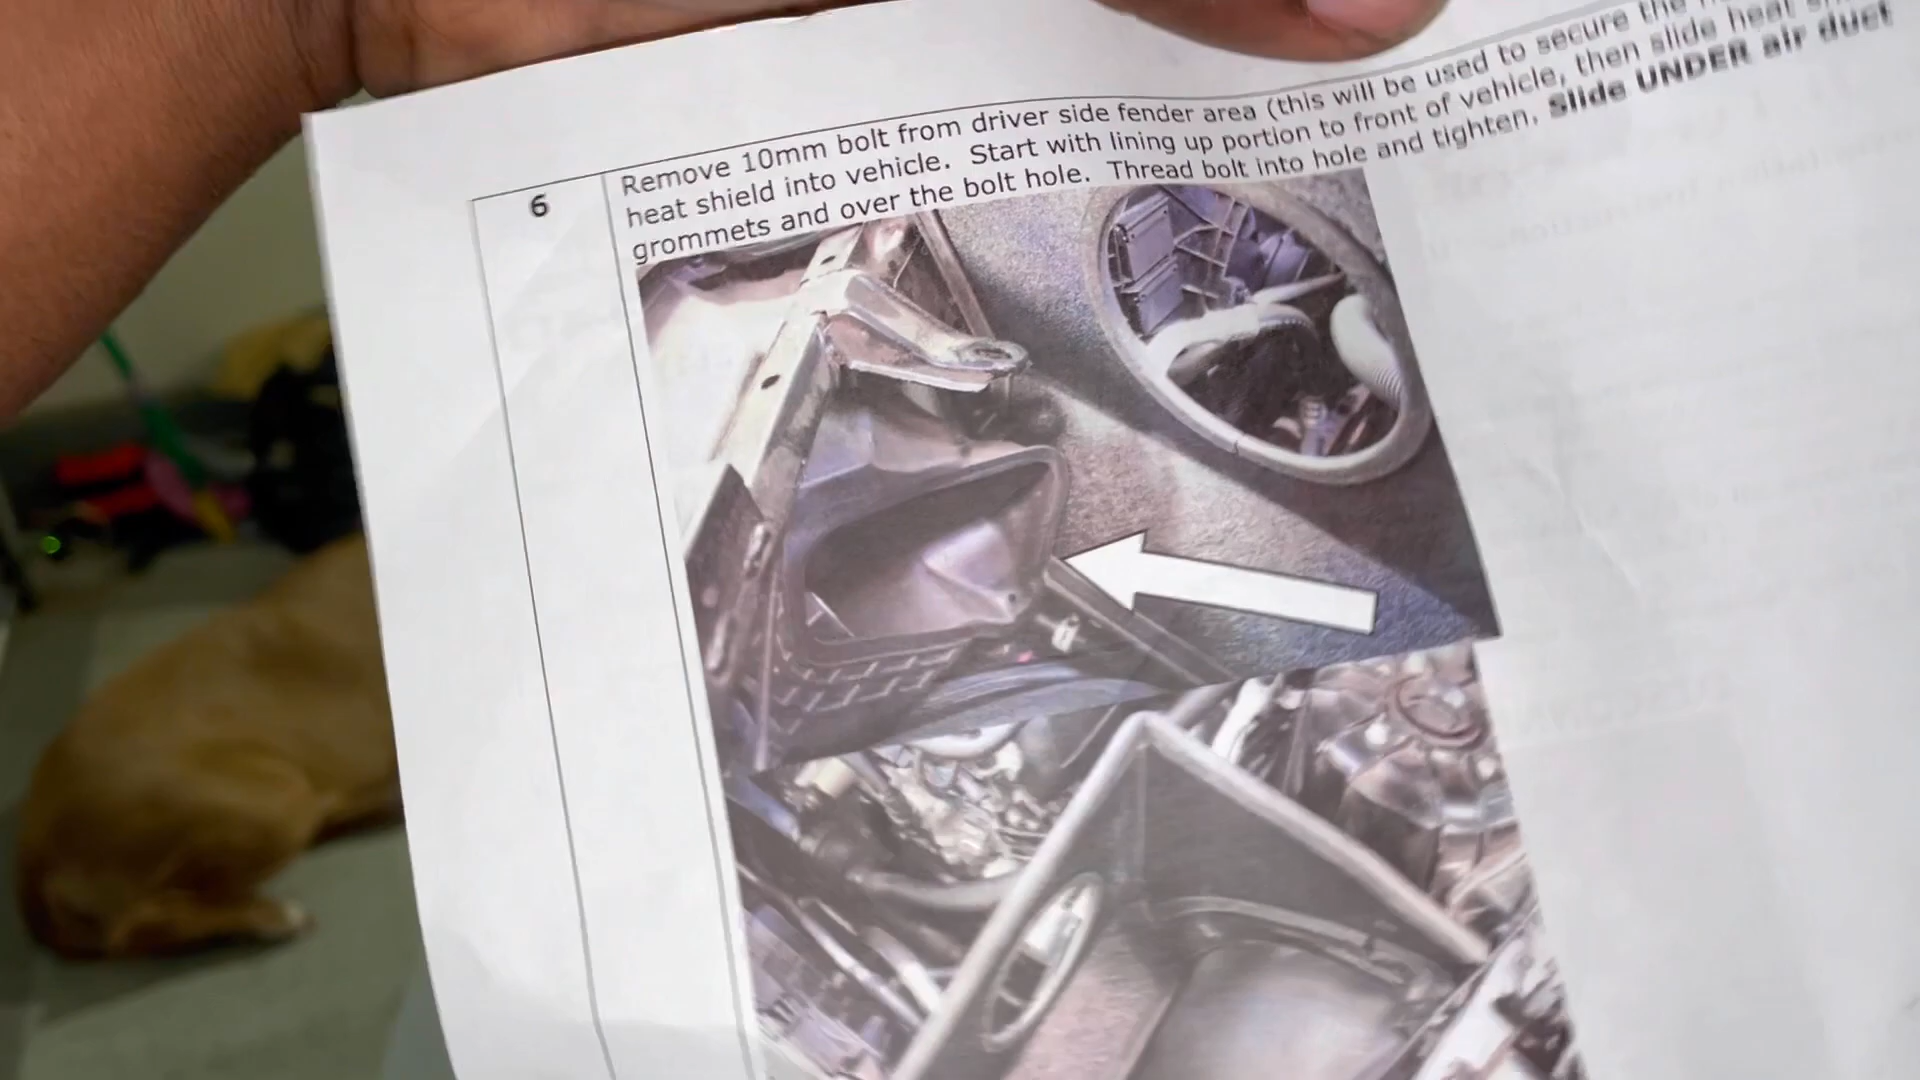 6
Remove 10mm bolt from driver side fender area (this will be used to secure the
heat shield into vehicle. Start with lining up portion to front of vehicle, then slide heat
grommets and over the bolt hole. Thread bolt into hole and tighten. Slide UNDER air duct